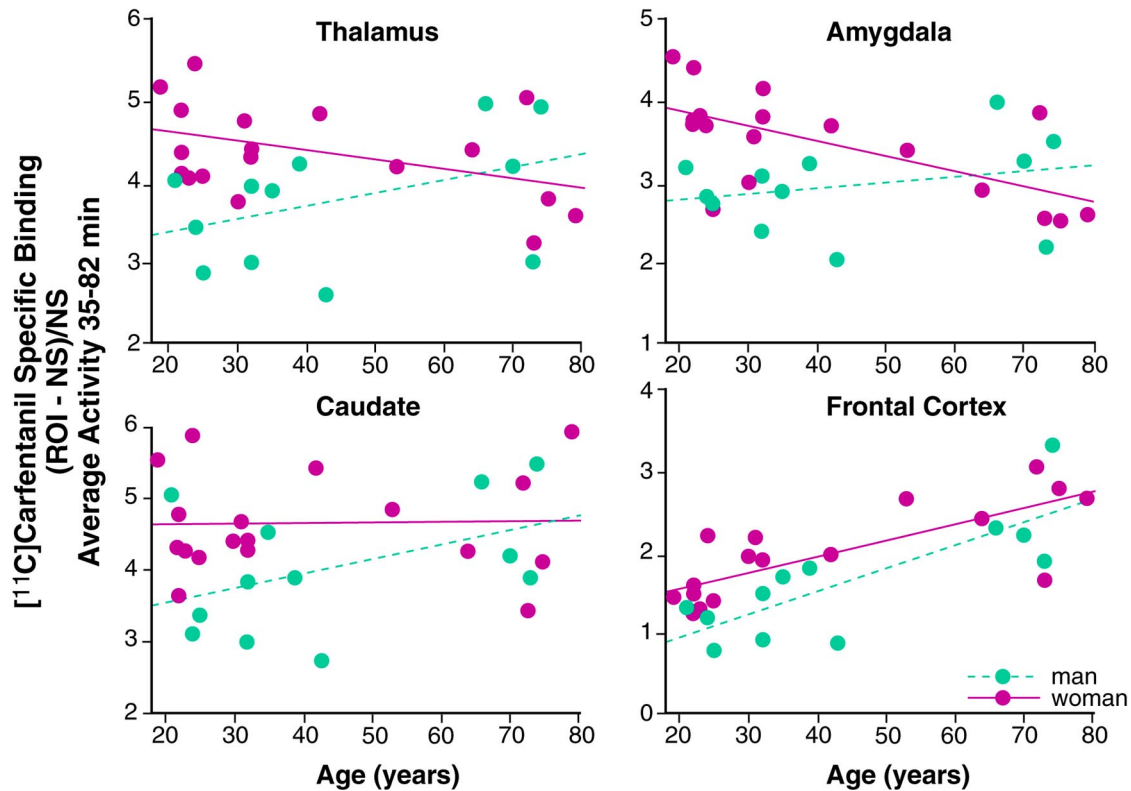 [¹¹C]Carfentanil Specific Binding
(ROI - NS)/NS
Average Activity 35-82 min
Thalamus
6
5
4
3
2
20 30 40 50 60 70 80
Amygdala
5
4
3
2
1
20 30 40 50 60 70 80
Caudate
6
5
4
3
2
20 30 40 50 60 70 80
Age (years)
Frontal Cortex
4
3
2
1
0
man
woman
20 30 40 50 60 70 80
Age (years)